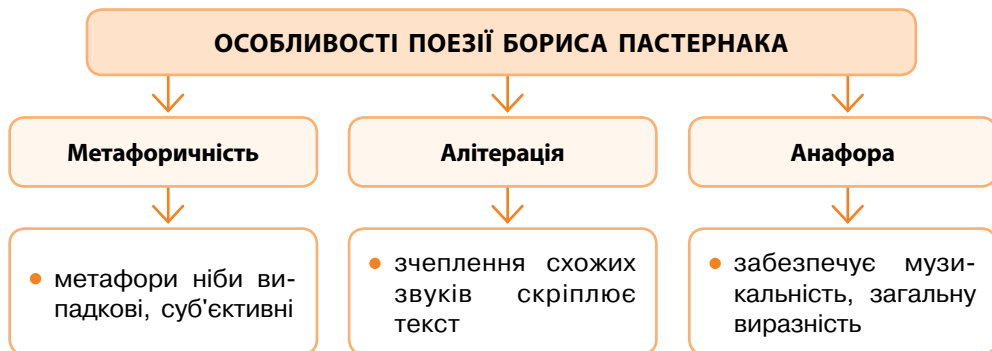 ОСОБЛИВОСТІ ПОЕЗІЇ БОРИСА ПАСТЕРНАКА
Метафоричність
Алітерація
Анафора
• метафори ніби ви-
падкові, суб'єктивні
• зчеплення схожих
звуків скріплює
текст
• забезпечує музи-
кальність, загальну
виразність